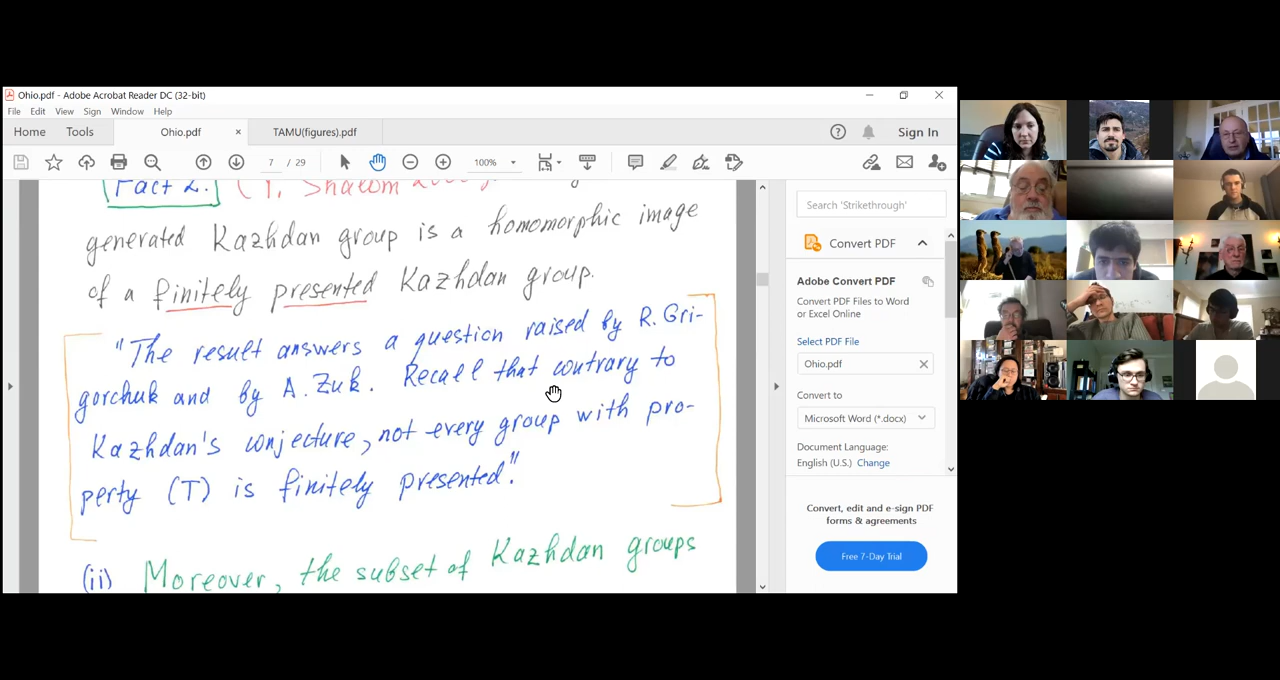 Ohio.pdf - Adobe Acrobat Reader DC (32-bit)
File Edit View Window Help
Home Tools Ohio.pdf × TAMU(figures).pdf Sign In
7 / 29 100%
Fact 2. (Y. Shalom
generated Kazhdan group is a homomorphic image
of a finitely presented Kazhdan group.
"The result answers a question raised by R. Gri-
gorchuk and by A. Zuk. Recall that contrary to
Kazhdan's conjecture, not every group with pro-
perty (T) is finitely presented."
(ii) Moreover, the subset of Kazhdan groups
Search 'Strikethrough'
Convert PDF
Adobe Convert PDF
Convert PDF Files to Word
or Excel Online
Select PDF File
Ohio.pdf
Convert to
Microsoft Word (*.docx)
Document Language:
English (U.S.) Change
Convert, edit and e-sign PDF
forms & agreements
Free 7-Day Trial